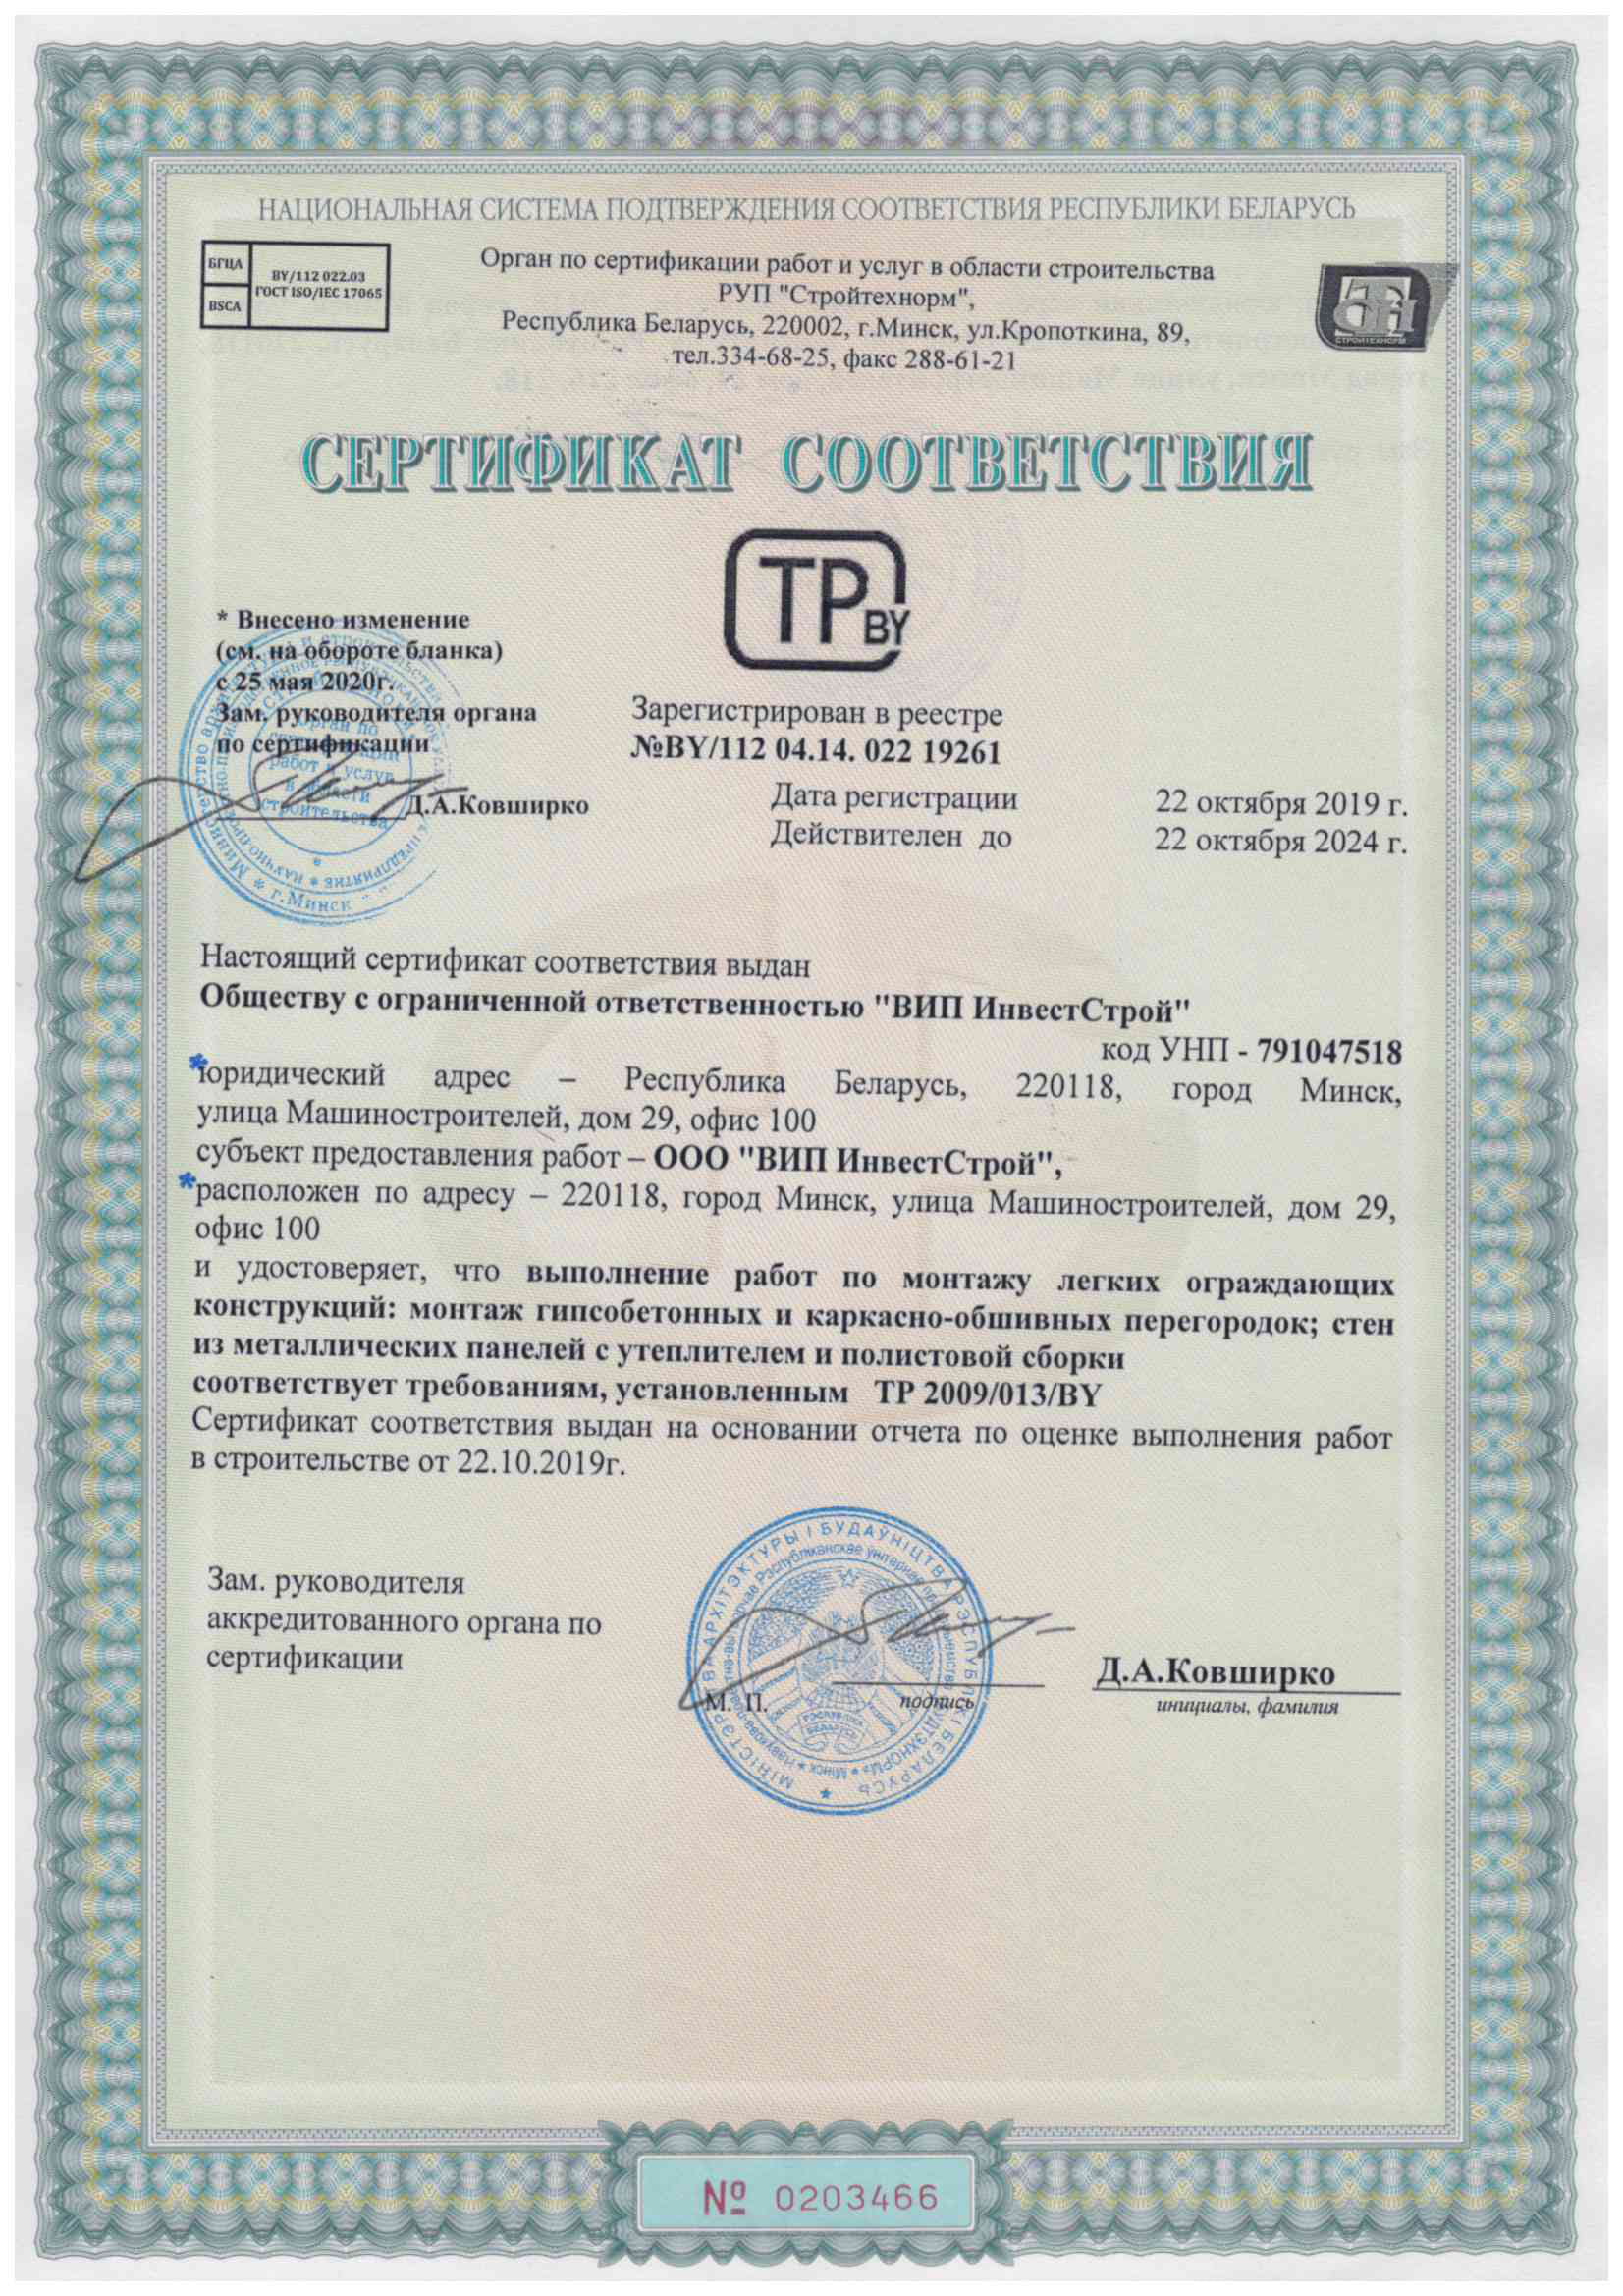 НАЦИОНАЛЬНАЯ СИСТЕМА ПОДТВЕРЖДЕНИЯ СООТВЕТСТВИЯ РЕСПУБЛИКИ БЕЛАРУСЬ
БГЦА
BSCA
BY/112 022.03
ГОСТ ISO/IEC 17065
Орган по сертификации работ и услуг в области строительства
РУП "Стройтехнорм",
Республика Беларусь, 220002, г.Минск, ул.Кропоткина, 89,
тел.334-68-25, факс 288-61-21
СТРОЙТЕХНОРМ
СЕРТИФИКАТ СООТВЕТСТВИЯ
ТР BY
* Внесено изменение
(см. на обороте бланка)
с 25 мая 2020г.
Зам. руководителя органа
по сертификации
Д.А.Ковширко
Зарегистрирован в реестре
№BY/112 04.14. 022 19261
Дата регистрации 22 октября 2019 г.
Действителен до 22 октября 2024 г.
Настоящий сертификат соответствия выдан
Обществу с ограниченной ответственностью "ВИП ИнвестСтрой"
код УНП - 791047518
*юридический адрес – Республика Беларусь, 220118, город Минск,
улица Машиностроителей, дом 29, офис 100
субъект предоставления работ – ООО "ВИП ИнвестСтрой",
*расположен по адресу – 220118, город Минск, улица Машиностроителей, дом 29,
офис 100
и удостоверяет, что выполнение работ по монтажу легких ограждающих
конструкций: монтаж гипсобетонных и каркасно-обшивных перегородок; стен
из металлических панелей с утеплителем и полистовой сборки
соответствует требованиям, установленным ТР 2009/013/BY
Сертификат соответствия выдан на основании отчета по оценке выполнения работ
в строительстве от 22.10.2019г.
Зам. руководителя
аккредитованного органа по
сертификации
М. П.
подпись
Д.А.Ковширко
инициалы, фамилия
МІНІСТЭРСТВА АРХІТЭКТУРЫ І БУДАЎНІЦТВА РЭСПУБЛІКІ БЕЛАРУСЬ
РЭСПУБЛІКА
БЕЛАРУСЬ
№ 0203466